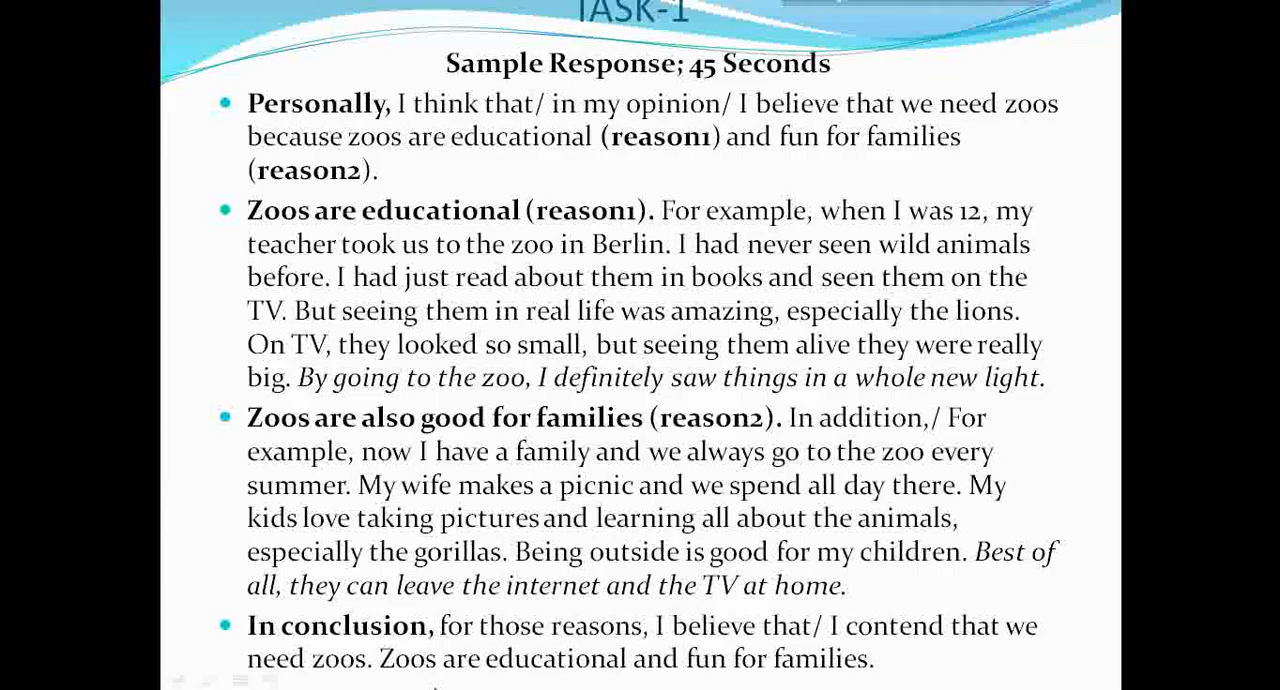 TASK-1
Sample Response; 45 Seconds
Personally, I think that/ in my opinion/ I believe that we need zoos
because zoos are educational (reason1) and fun for families
(reason2).
Zoos are educational (reason1). For example, when I was 12, my
teacher took us to the zoo in Berlin. I had never seen wild animals
before. I had just read about them in books and seen them on the
TV. But seeing them in real life was amazing, especially the lions.
On TV, they looked so small, but seeing them alive they were really
big. By going to the zoo, I definitely saw things in a whole new light.
Zoos are also good for families (reason2). In addition,/ For
example, now I have a family and we always go to the zoo every
summer. My wife makes a picnic and we spend all day there. My
kids love taking pictures and learning all about the animals,
especially the gorillas. Being outside is good for my children. Best of
all, they can leave the internet and the TV at home.
In conclusion, for those reasons, I believe that/ I contend that we
need zoos. Zoos are educational and fun for families.